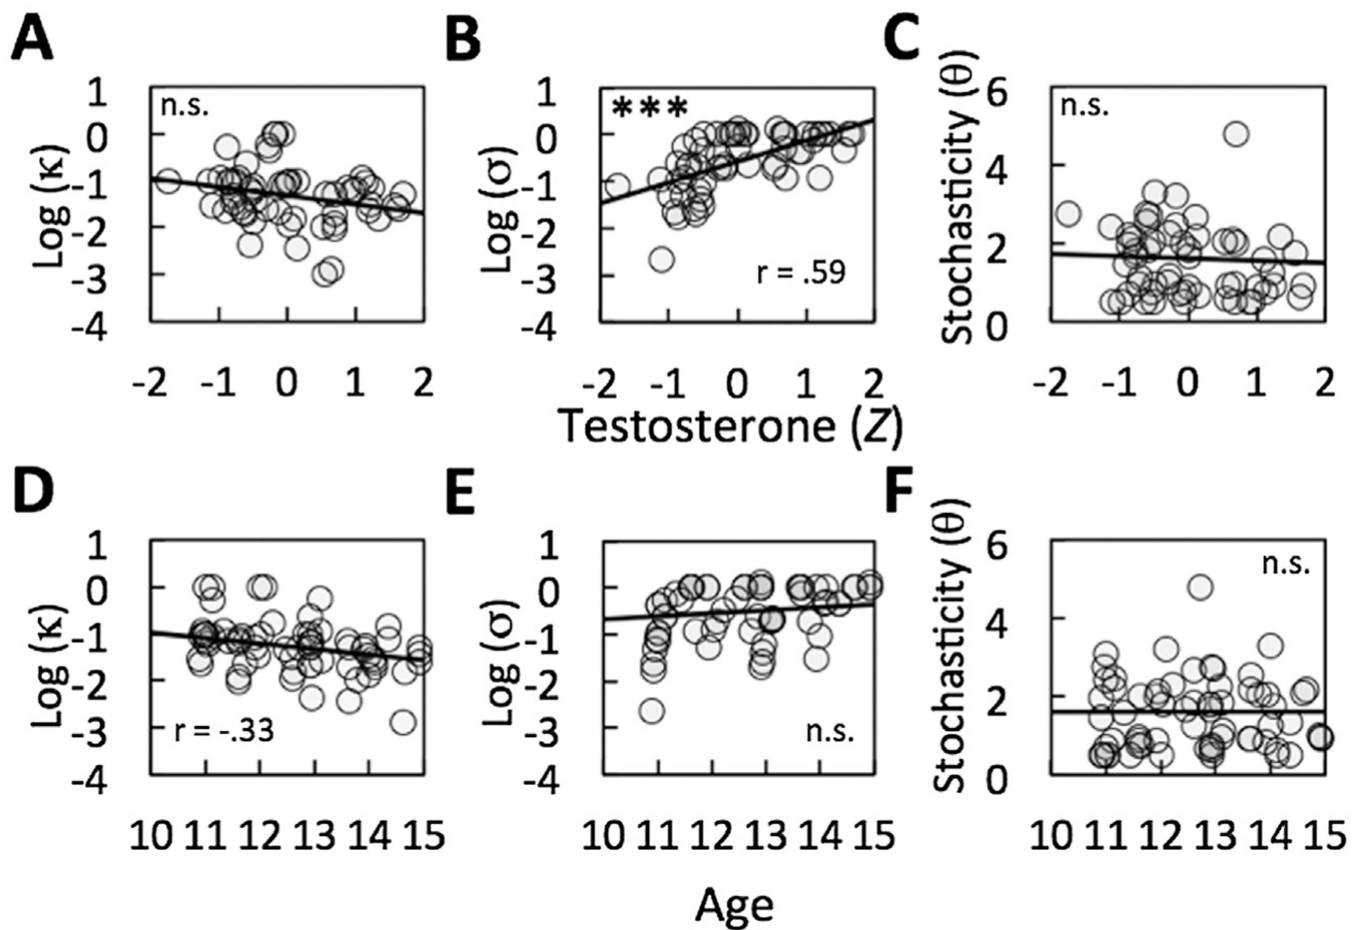 A
B
C
Log (κ)
1
0
-1
-2
-3
-4
n.s.
-2 -1 0 1 2
Log (σ)
1
0
-1
-2
-3
-4
***
r = .59
-2 -1 0 1 2
Stochasticity (θ)
6
4
2
0
n.s.
-2 -1 0 1 2
Testosterone (Z)
D
E
F
Log (κ)
1
0
-1
-2
-3
-4
r = -.33
10 11 12 13 14 15
Log (σ)
1
0
-1
-2
-3
-4
n.s.
10 11 12 13 14 15
Stochasticity (θ)
6
4
2
0
n.s.
10 11 12 13 14 15
Age